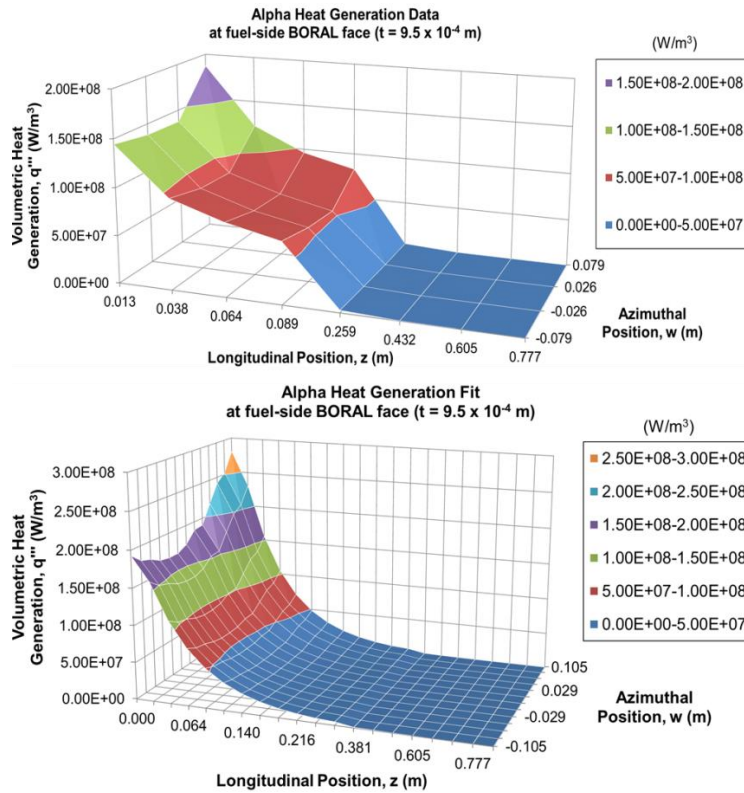 Alpha Heat Generation Data
at fuel-side BORAL face (t = 9.5 x 10⁻⁴ m)
(W/m³)
2.00E+08
1.50E+08
1.00E+08
5.00E+07
0.00E+00
Volumetric Heat
Generation, q''' (W/m³)
0.013
0.038
0.064
0.089
0.259
0.432
0.605
0.777
Longitudinal Position, z (m)
0.079
0.026
-0.026
-0.079
Azimuthal
Position, w (m)
1.50E+08-2.00E+08
1.00E+08-1.50E+08
5.00E+07-1.00E+08
0.00E+00-5.00E+07
Alpha Heat Generation Fit
at fuel-side BORAL face (t = 9.5 x 10⁻⁴ m)
(W/m³)
3.00E+08
2.50E+08
2.00E+08
1.50E+08
1.00E+08
5.00E+07
0.00E+00
Volumetric Heat
Generation, q''' (W/m³)
0.000
0.064
0.140
0.216
0.381
0.605
0.777
Longitudinal Position, z (m)
0.105
0.029
-0.029
-0.105
Azimuthal
Position, w (m)
2.50E+08-3.00E+08
2.00E+08-2.50E+08
1.50E+08-2.00E+08
1.00E+08-1.50E+08
5.00E+07-1.00E+08
0.00E+00-5.00E+07